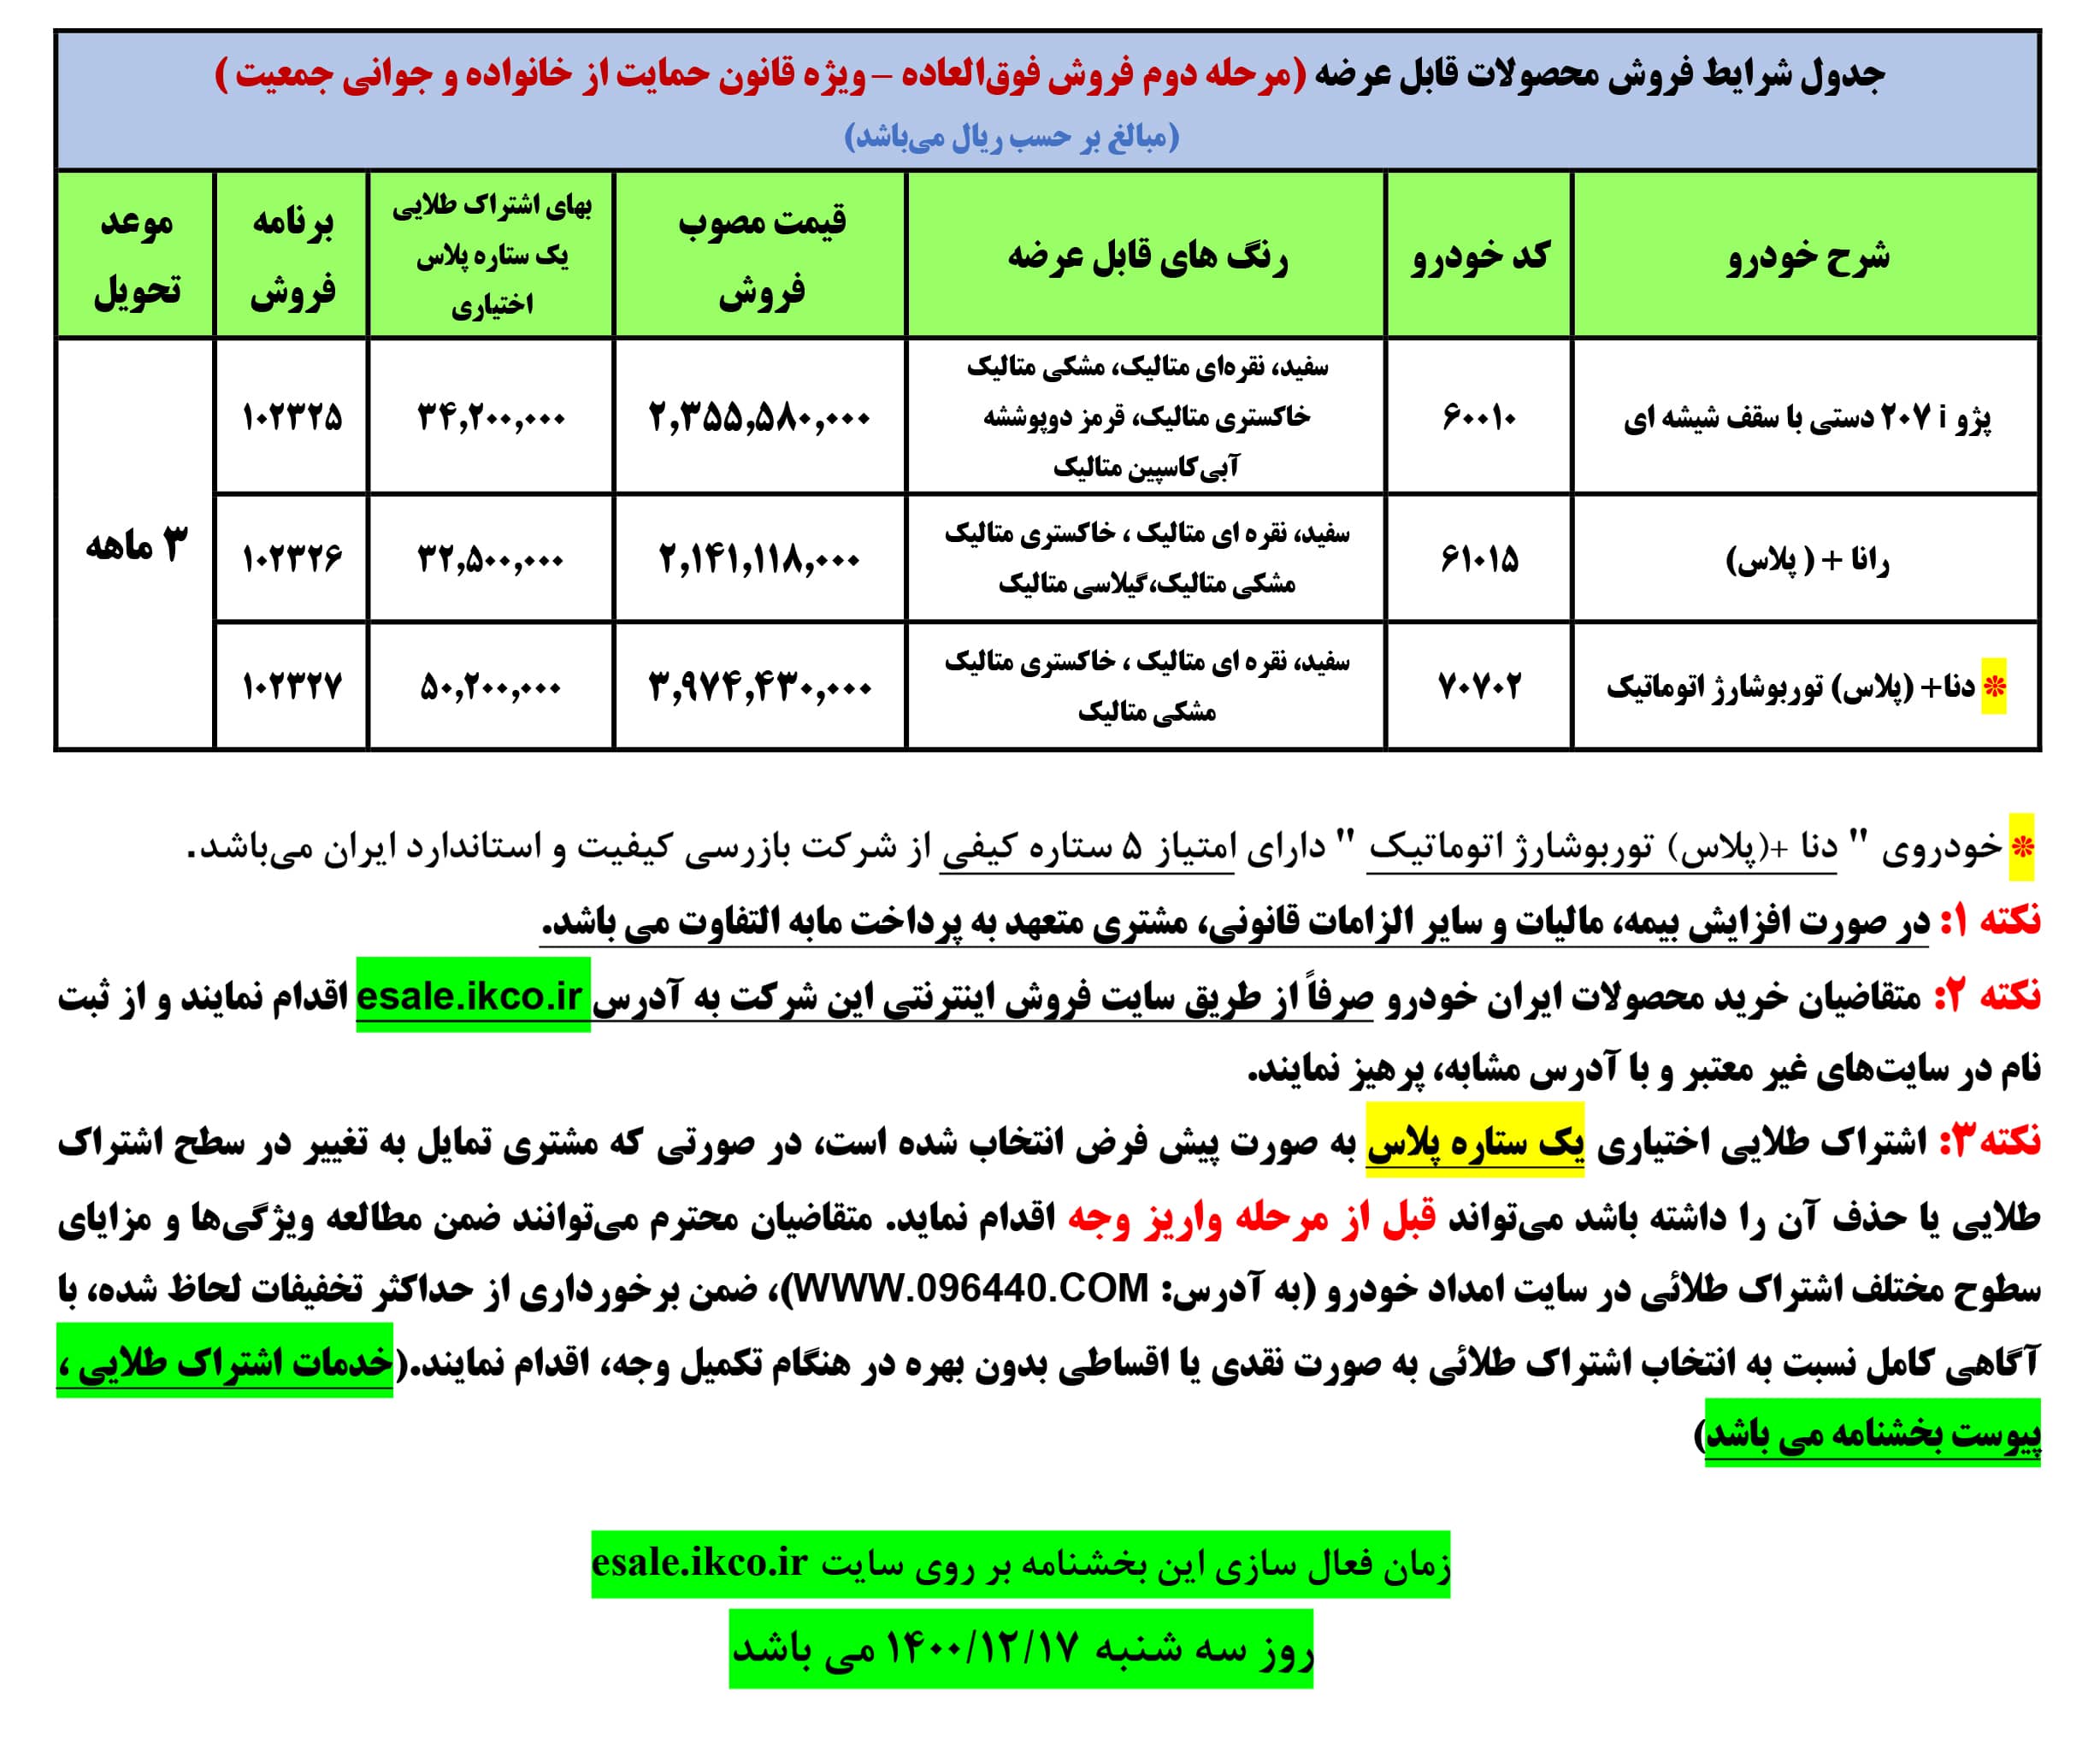 جدول شرایط فروش محصولات قابل عرضه (مرحله دوم فروش فوق‌العاده – ویژه قانون حمایت از خانواده و جوانی جمعیت )
(مبالغ بر حسب ریال می‌باشد)
شرح خودرو
کد خودرو
رنگ های قابل عرضه
قیمت مصوب
فروش
بهای اشتراک طلایی
یک ستاره پلاس
اختیاری
برنامه
فروش
موعد
تحویل
پژو 207 i دستی با سقف شیشه ای
۶۰۰۱۰
سفید، نقره‌ای متالیک، مشکی متالیک
خاکستری متالیک، قرمز دوپوششه
آبی‌کاسپین متالیک
۲,۳۵۵,۵۸۰,۰۰۰
۳۴,۲۰۰,۰۰۰
۱۰۲۳۲۵
۳ ماهه
رانا + ( پلاس)
۶۱۰۱۵
سفید، نقره ای متالیک ، خاکستری متالیک
مشکی متالیک،گیلاسی متالیک
۲,۱۴۱,۱۱۸,۰۰۰
۳۲,۵۰۰,۰۰۰
۱۰۲۳۲۶
* دنا+ (پلاس) توربوشارژ اتوماتیک
۷۰۷۰۲
سفید، نقره ای متالیک ، خاکستری متالیک
مشکی متالیک
۳,۹۷۴,۴۳۰,۰۰۰
۵۰,۲۰۰,۰۰۰
۱۰۲۳۲۷
* خودروی " دنا +(پلاس) توربوشارژ اتوماتیک " دارای امتیاز ۵ ستاره کیفی از شرکت بازرسی کیفیت و استاندارد ایران می‌باشد.
نکته ۱: در صورت افزایش بیمه، مالیات و سایر الزامات قانونی، مشتری متعهد به پرداخت مابه التفاوت می باشد.
نکته ۲: متقاضیان خرید محصولات ایران خودرو صرفاً از طریق سایت فروش اینترنتی این شرکت به آدرس esale.ikco.ir اقدام نمایند و از ثبت
نام در سایت‌های غیر معتبر و با آدرس مشابه، پرهیز نمایند.
نکته۳: اشتراک طلایی اختیاری یک ستاره پلاس به صورت پیش فرض انتخاب شده است، در صورتی که مشتری تمایل به تغییر در سطح اشتراک
طلایی یا حذف آن را داشته باشد می‌تواند قبل از مرحله واریز وجه اقدام نماید. متقاضیان محترم می‌توانند ضمن مطالعه ویژگی‌ها و مزایای
سطوح مختلف اشتراک طلائی در سایت امداد خودرو (به آدرس: WWW.096440.COM)، ضمن برخورداری از حداکثر تخفیفات لحاظ شده، با
آگاهی کامل نسبت به انتخاب اشتراک طلائی به صورت نقدی یا اقساطی بدون بهره در هنگام تکمیل وجه، اقدام نمایند.(خدمات اشتراک طلایی ،
پیوست بخشنامه می باشد)
زمان فعال سازی این بخشنامه بر روی سایت esale.ikco.ir
روز سه شنبه ۱۴۰۰/۱۲/۱۷ می باشد